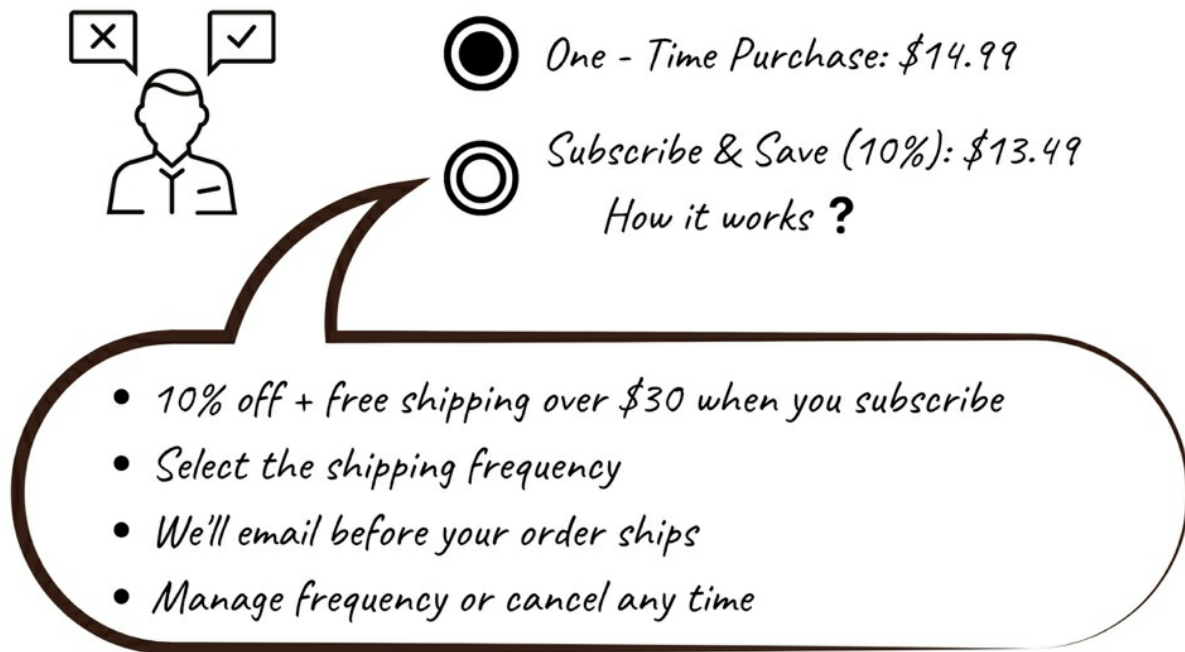 One - Time Purchase: $14.99
Subscribe & Save (10%): $13.49
How it works ?
• 10% off + free shipping over $30 when you subscribe
• Select the shipping frequency
• We'll email before your order ships
• Manage frequency or cancel any time